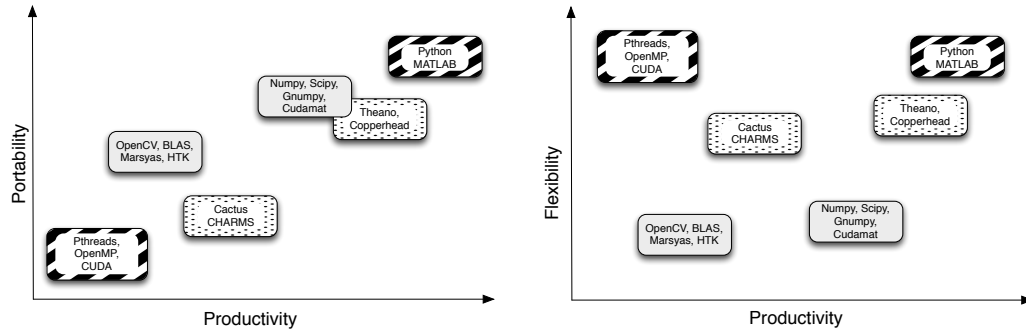 Portability
Python
MATLAB
Numpy, Scipy,
Gnumpy,
Cudamat
Theano,
Copperhead
OpenCV, BLAS,
Marsyas, HTK
Cactus
CHARMS
Pthreads,
OpenMP,
CUDA
Productivity
Flexibility
Pthreads,
OpenMP,
CUDA
Python
MATLAB
Theano,
Copperhead
Cactus
CHARMS
Numpy, Scipy,
Gnumpy,
Cudamat
OpenCV, BLAS,
Marsyas, HTK
Productivity